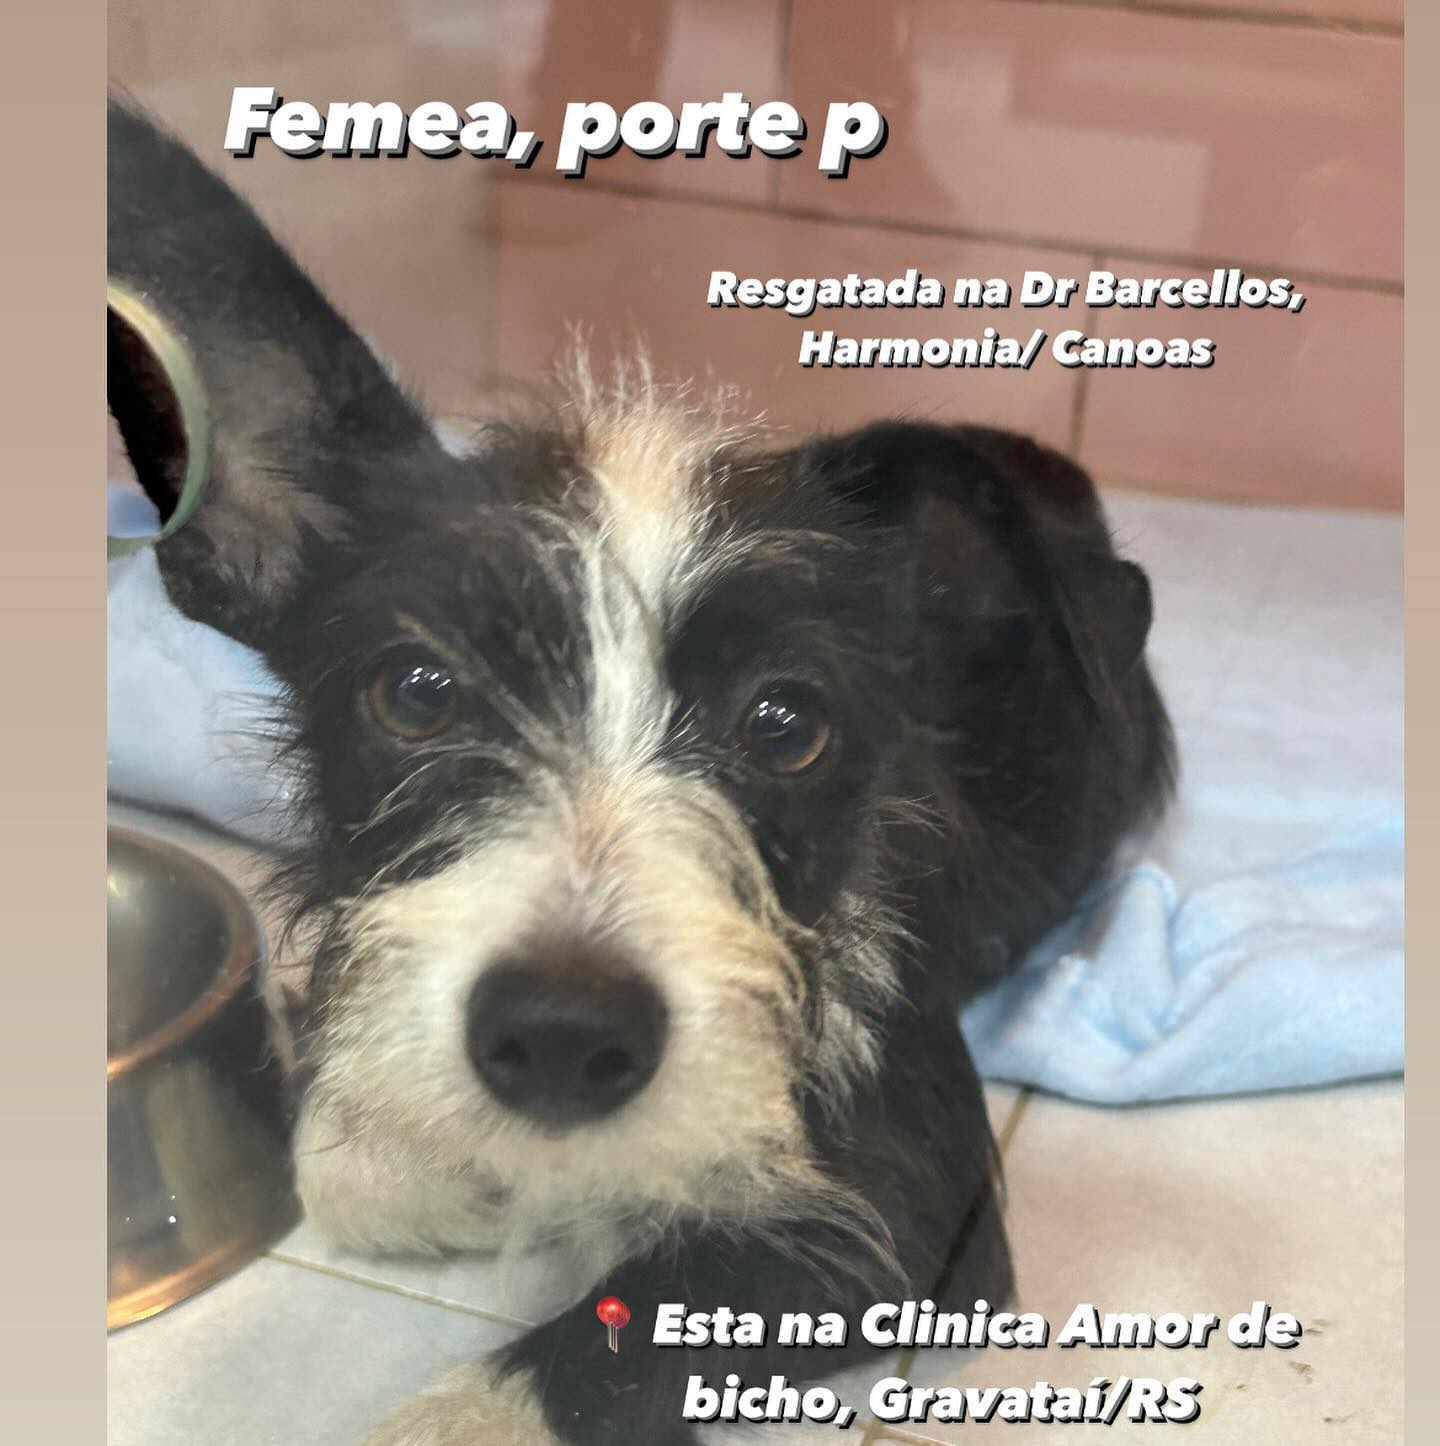 Femea, porte p
Resgatada na Dr Barcellos,
Harmonia/ Canoas
📍 Esta na Clinica Amor de
bicho, Gravataí/RS